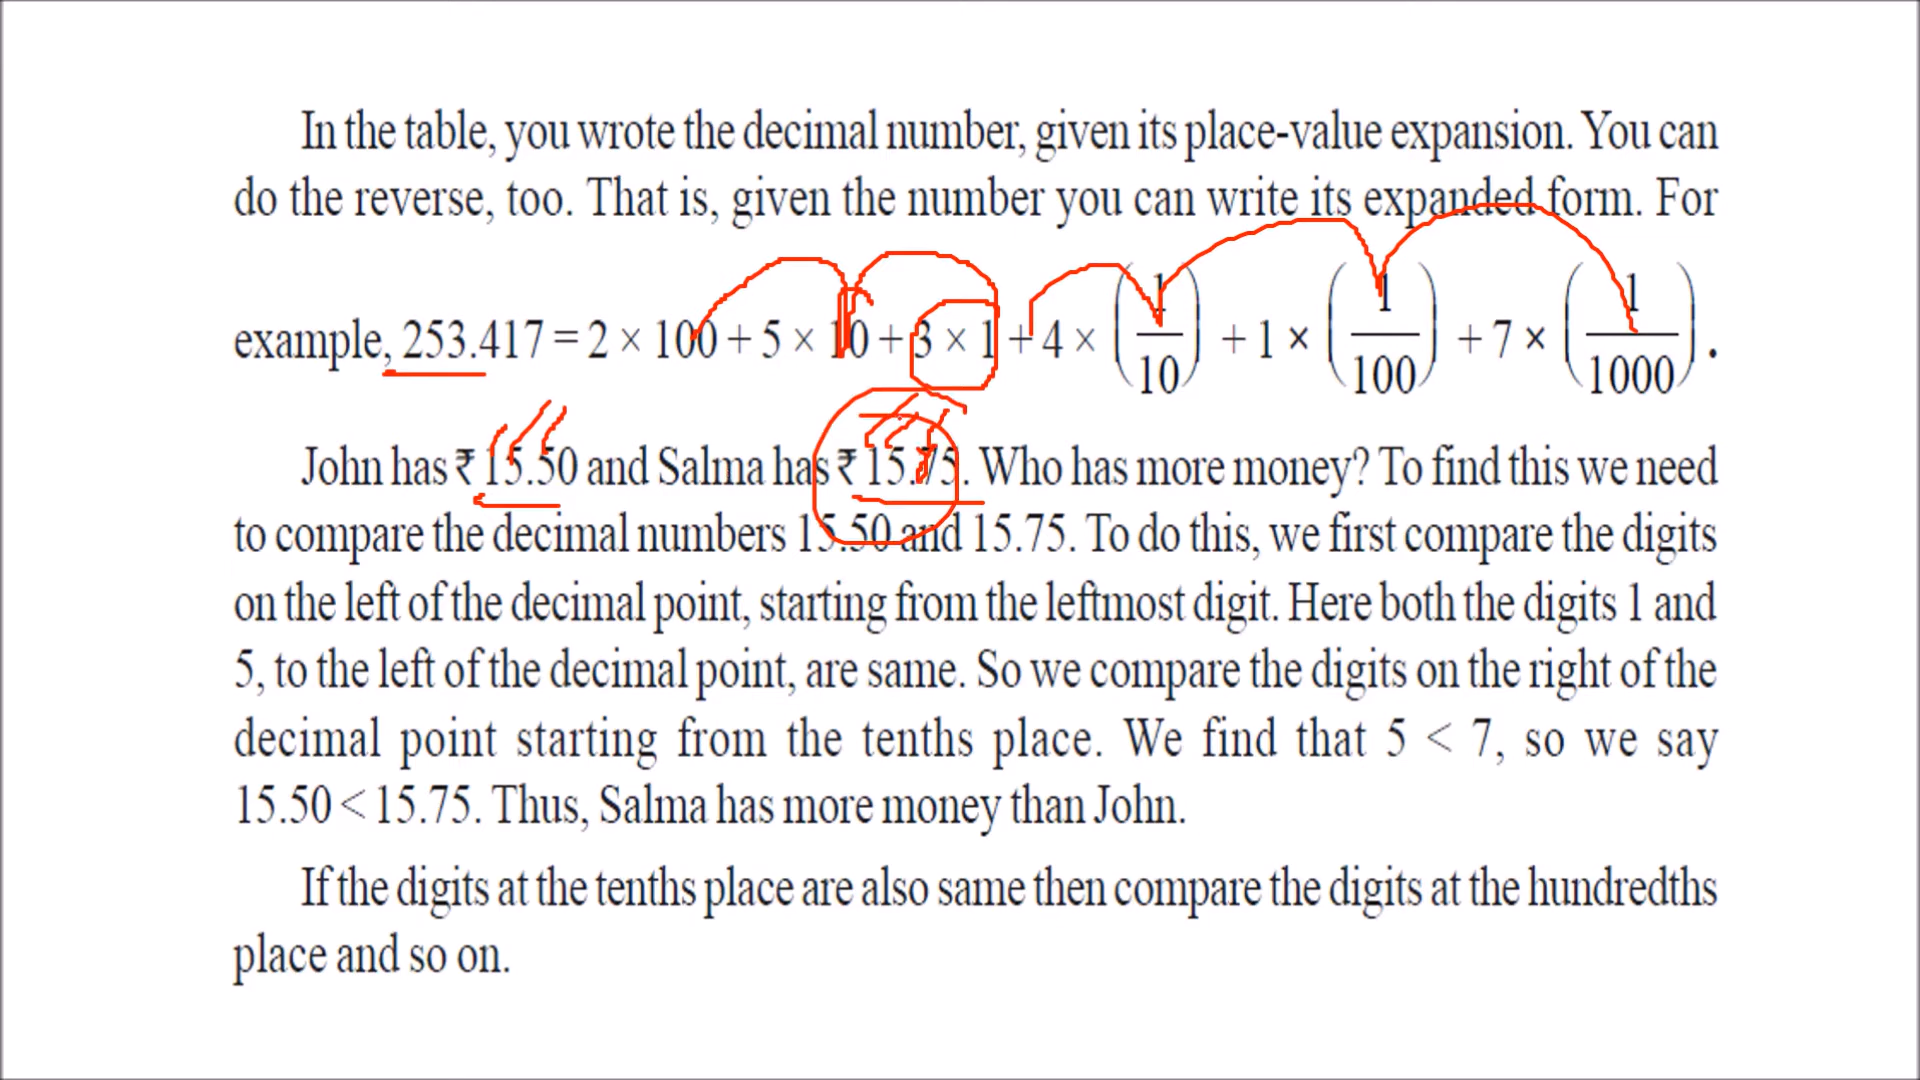 In the table, you wrote the decimal number, given its place-value expansion. You can
do the reverse, too. That is, given the number you can write its expanded form. For
example, 253.417 = 2 × 100 + 5 × 10 + 3 × 1 + 4 × (1/10) + 1 × (1/100) + 7 × (1/1000).
John has ₹ 15.50 and Salma has ₹ 15.75. Who has more money? To find this we need
to compare the decimal numbers 15.50 and 15.75. To do this, we first compare the digits
on the left of the decimal point, starting from the leftmost digit. Here both the digits 1 and
5, to the left of the decimal point, are same. So we compare the digits on the right of the
decimal point starting from the tenths place. We find that 5 < 7, so we say
15.50 < 15.75. Thus, Salma has more money than John.
If the digits at the tenths place are also same then compare the digits at the hundredths
place and so on.